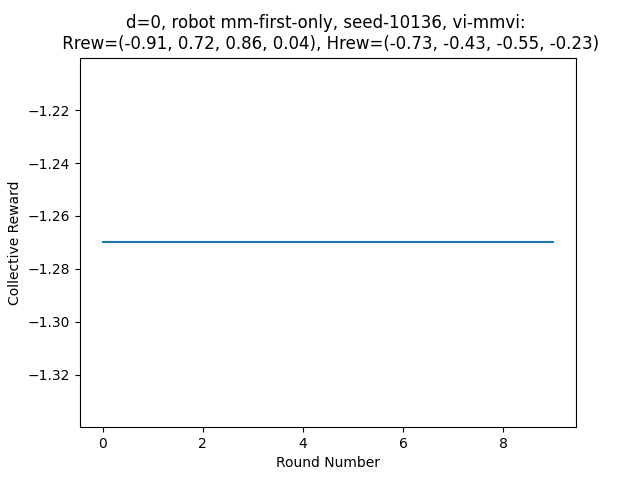 d=0, robot mm-first-only, seed-10136, vi-mmvi:
Rrew=(-0.91, 0.72, 0.86, 0.04), Hrew=(-0.73, -0.43, -0.55, -0.23)
−1.22
−1.24
−1.26
−1.28
−1.30
−1.32
Collective Reward
0 2 4 6 8
Round Number